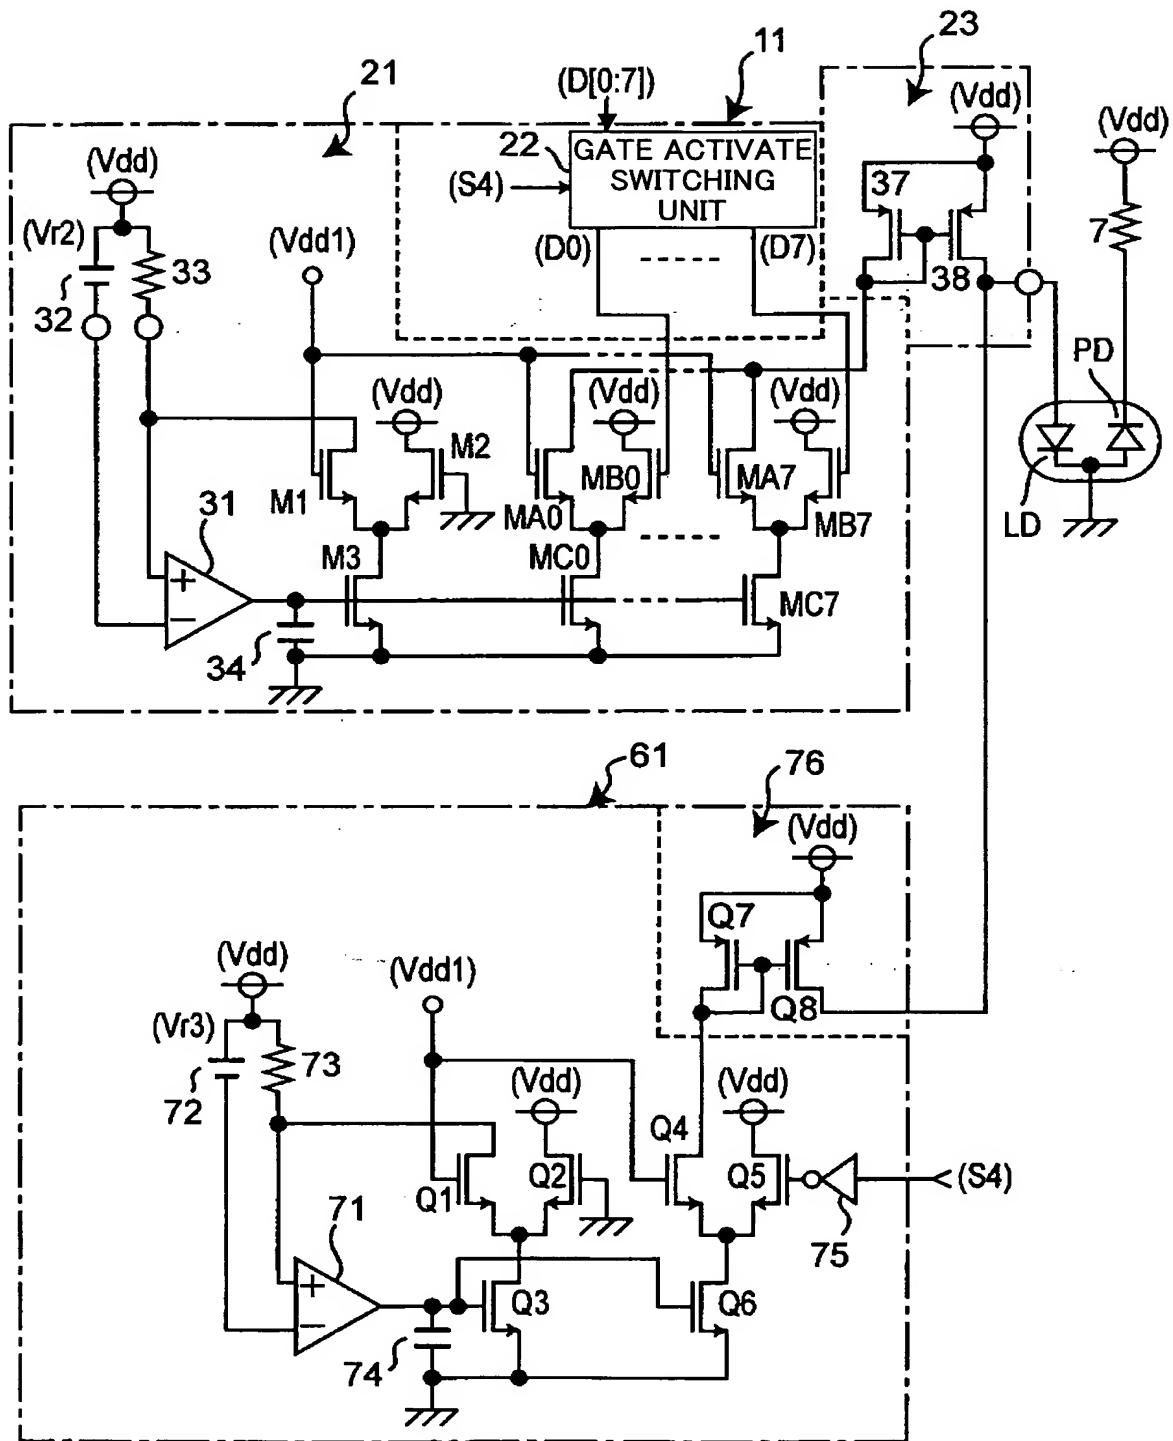 23
11
(D[0:7])
21
(Vdd)
(Vdd)
22
GATE ACTIVATE
SWITCHING
UNIT
(S4)
37
(Vdd)
(Vr2)
(Vdd1)
(D0)
(D7)
7
33
32
38
PD
(Vdd)
(Vdd)
(Vdd)
M2
M1
MB0
MA7
MA0
MB7
LD
31
M3
MC0
+
MC7
−
34
61
76
(Vdd)
Q7
(Vdd)
(Vdd1)
(Vr3)
Q8
73
(Vdd)
(Vdd)
72
Q4
Q1
Q2
Q5
(S4)
71
75
+
Q3
Q6
−
74